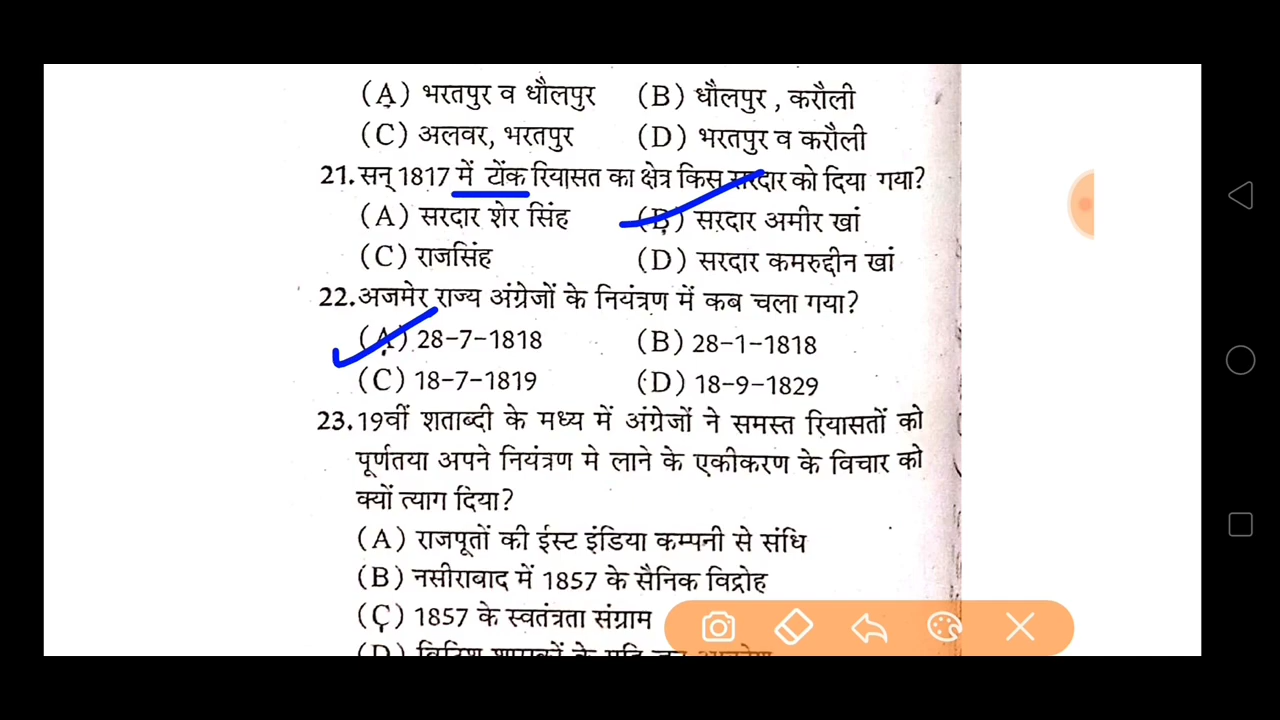 (A) भरतपुर व धौलपुर (B) धौलपुर , करौली
(C) अलवर, भरतपुर (D) भरतपुर व करौली
21. सन् 1817 में टोंक रियासत का क्षेत्र किस सरदार को दिया गया?
(A) सरदार शेर सिंह (B) सरदार अमीर खां
(C) राजसिंह (D) सरदार कमरुद्दीन खां
22. अजमेर राज्य अंग्रेजों के नियंत्रण में कब चला गया?
(A) 28-7-1818 (B) 28-1-1818
(C) 18-7-1819 (D) 18-9-1829
23. 19वीं शताब्दी के मध्य में अंग्रेजों ने समस्त रियासतों को
पूर्णतया अपने नियंत्रण मे लाने के एकीकरण के विचार को
क्यों त्याग दिया?
(A) राजपूतों की ईस्ट इंडिया कम्पनी से संधि
(B) नसीरावाद में 1857 के सैनिक विद्रोह
(C) 1857 के स्वतंत्रता संग्राम
(D)